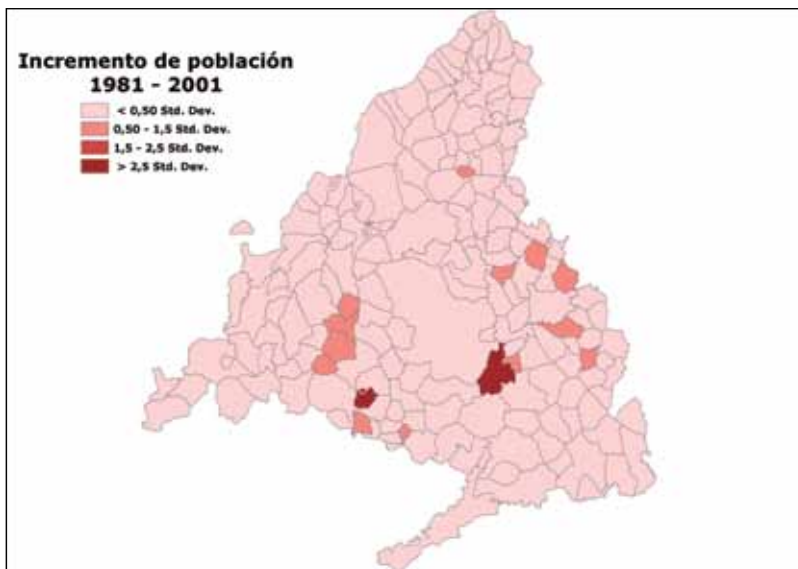 Incremento de población
1981 - 2001
< 0,50 Std. Dev.
0,50 - 1,5 Std. Dev.
1,5 - 2,5 Std. Dev.
> 2,5 Std. Dev.